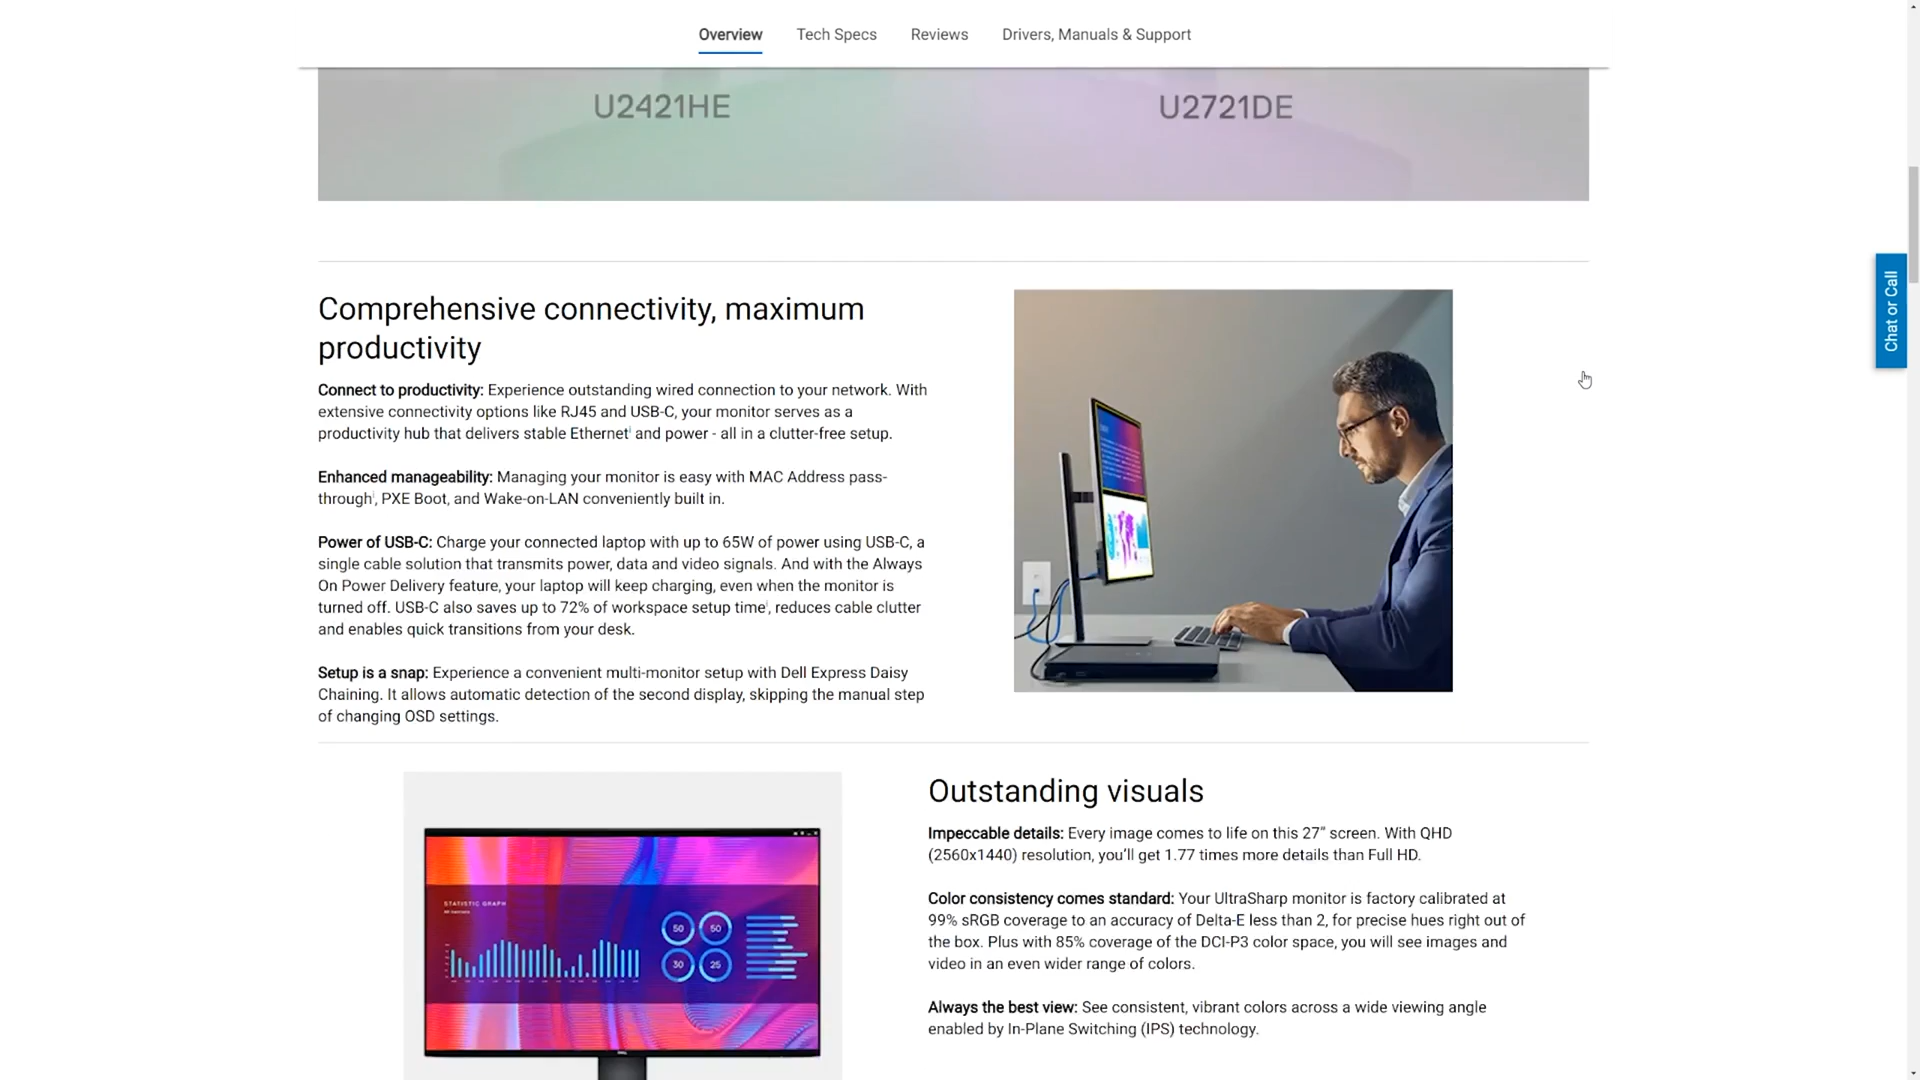 Overview Tech Specs Reviews Drivers, Manuals & Support
U2421HE U2721DE
Chat or Call
Comprehensive connectivity, maximum
productivity
Connect to productivity: Experience outstanding wired connection to your network. With
extensive connectivity options like RJ45 and USB-C, your monitor serves as a
productivity hub that delivers stable Ethernetⁱ and power - all in a clutter-free setup.
Enhanced manageability: Managing your monitor is easy with MAC Address pass-
throughⁱ, PXE Boot, and Wake-on-LAN conveniently built in.
Power of USB-C: Charge your connected laptop with up to 65W of power using USB-C, a
single cable solution that transmits power, data and video signals. And with the Always
On Power Delivery feature, your laptop will keep charging, even when the monitor is
turned off. USB-C also saves up to 72% of workspace setup timeⁱ, reduces cable clutter
and enables quick transitions from your desk.
Setup is a snap: Experience a convenient multi-monitor setup with Dell Express Daisy
Chaining. It allows automatic detection of the second display, skipping the manual step
of changing OSD settings.
STATISTIC GRAPH
50 50
30 25
Outstanding visuals
Impeccable details: Every image comes to life on this 27” screen. With QHD
(2560x1440) resolution, you’ll get 1.77 times more details than Full HD.
Color consistency comes standard: Your UltraSharp monitor is factory calibrated at
99% sRGB coverage to an accuracy of Delta-E less than 2, for precise hues right out of
the box. Plus with 85% coverage of the DCI-P3 color space, you will see images and
video in an even wider range of colors.
Always the best view: See consistent, vibrant colors across a wide viewing angle
enabled by In-Plane Switching (IPS) technology.